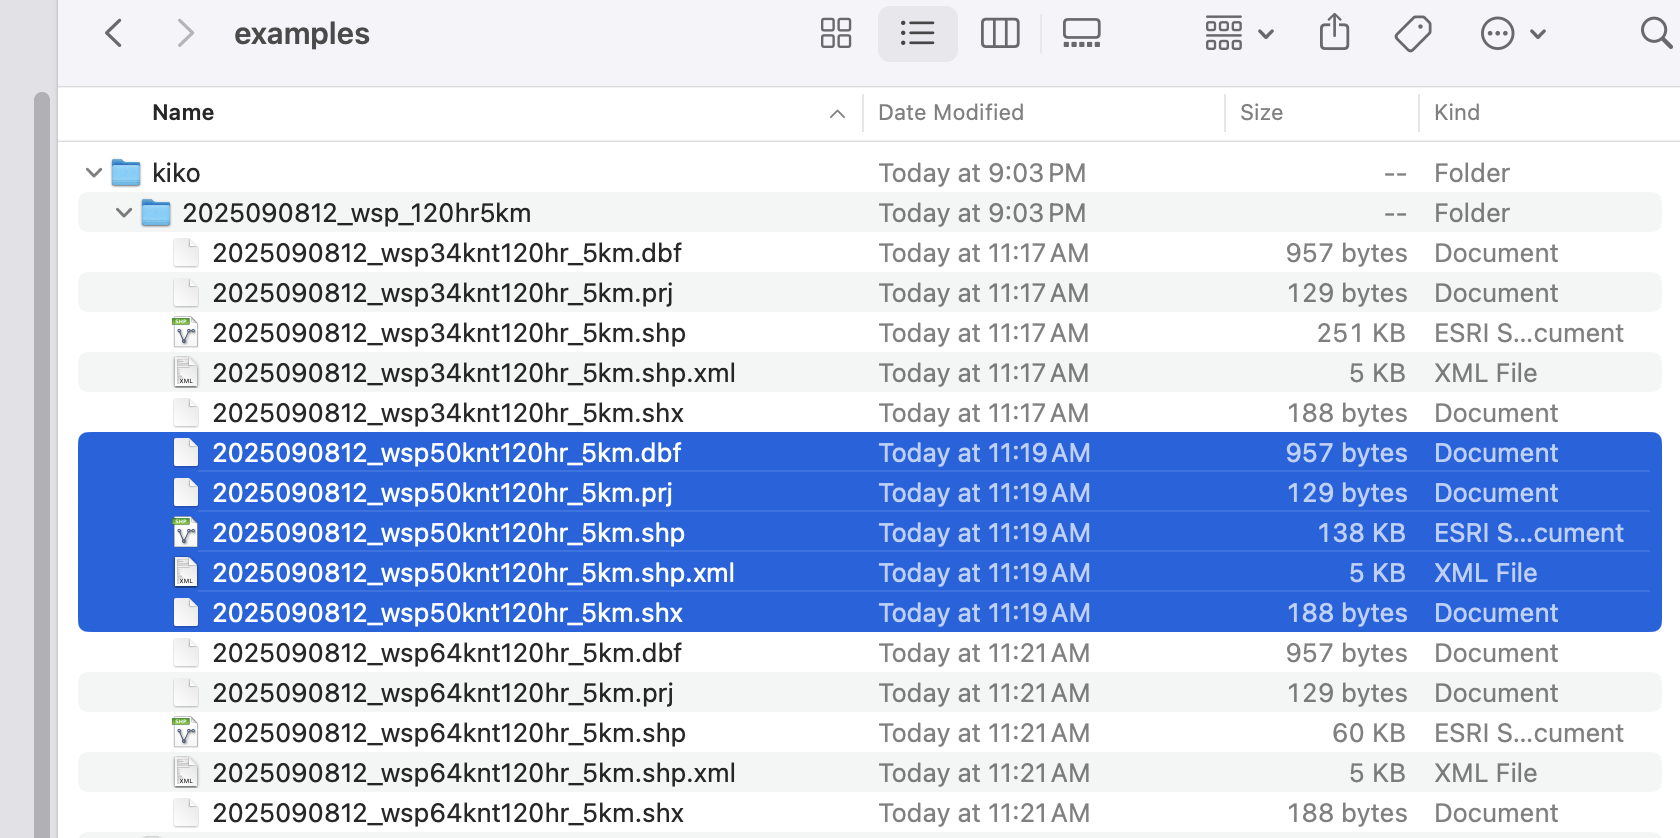 examples
Name Date Modified Size Kind
kiko Today at 9:03 PM -- Folder
2025090812_wsp_120hr5km Today at 9:03 PM -- Folder
2025090812_wsp34knt120hr_5km.dbf Today at 11:17 AM 957 bytes Document
2025090812_wsp34knt120hr_5km.prj Today at 11:17 AM 129 bytes Document
SHP 2025090812_wsp34knt120hr_5km.shp Today at 11:17 AM 251 KB ESRI S...cument
XML 2025090812_wsp34knt120hr_5km.shp.xml Today at 11:17 AM 5 KB XML File
2025090812_wsp34knt120hr_5km.shx Today at 11:17 AM 188 bytes Document
2025090812_wsp50knt120hr_5km.dbf Today at 11:19 AM 957 bytes Document
2025090812_wsp50knt120hr_5km.prj Today at 11:19 AM 129 bytes Document
SHP 2025090812_wsp50knt120hr_5km.shp Today at 11:19 AM 138 KB ESRI S...cument
XML 2025090812_wsp50knt120hr_5km.shp.xml Today at 11:19 AM 5 KB XML File
2025090812_wsp50knt120hr_5km.shx Today at 11:19 AM 188 bytes Document
2025090812_wsp64knt120hr_5km.dbf Today at 11:21 AM 957 bytes Document
2025090812_wsp64knt120hr_5km.prj Today at 11:21 AM 129 bytes Document
SHP 2025090812_wsp64knt120hr_5km.shp Today at 11:21 AM 60 KB ESRI S...cument
XML 2025090812_wsp64knt120hr_5km.shp.xml Today at 11:21 AM 5 KB XML File
2025090812_wsp64knt120hr_5km.shx Today at 11:21 AM 188 bytes Document